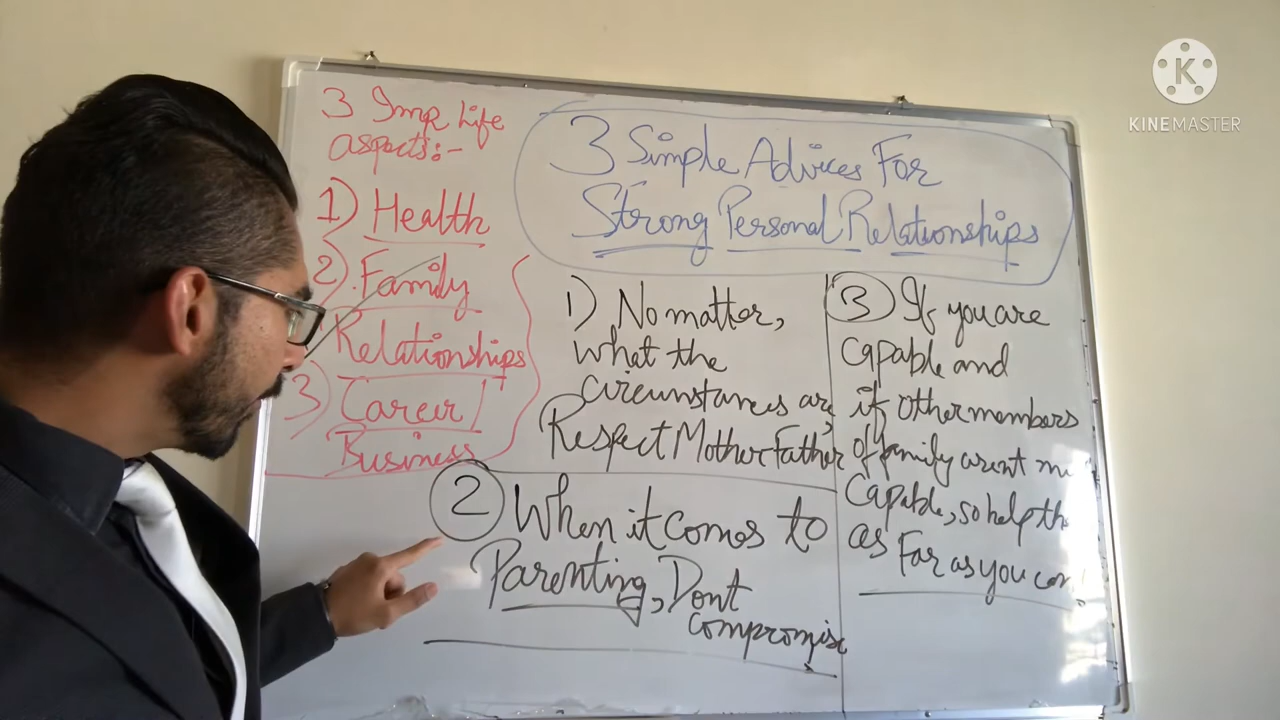 3 Imp Life
aspects:-
1) Health
2) Family
Relationships
3) Career/
Business
3 Simple Advices For
Strong Personal Relationships
1) No matter,
what the
circumstances are,
Respect Mother Father
2 When it comes to
Parenting, Dont
compromise
3 If you are
capable and
if other members
of family arent
capable, so help
as Far as you can
KINEMASTER